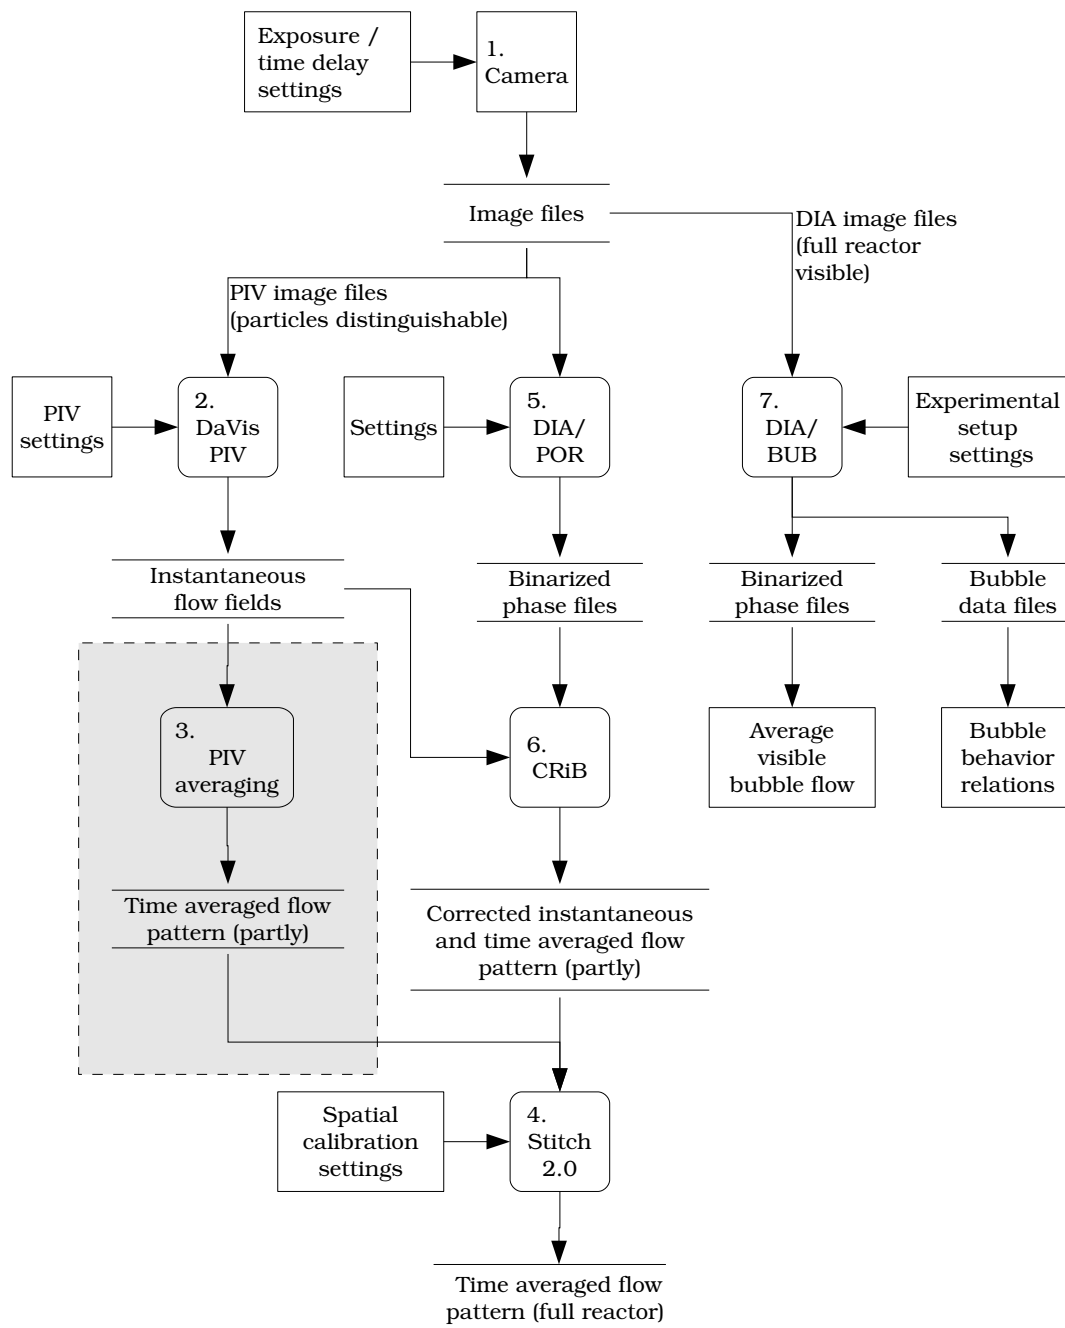 Exposure /
time delay
settings
1.
Camera
Image files
DIA image files
(full reactor
visible)
PIV image files
(particles distinguishable)
PIV
settings
2.
DaVis
PIV
Settings
5.
DIA/
POR
7.
DIA/
BUB
Experimental
setup
settings
Instantaneous
flow fields
Binarized
phase files
Binarized
phase files
Bubble
data files
3.
PIV
averaging
6.
CRiB
Average
visible
bubble flow
Bubble
behavior
relations
Time averaged flow
pattern (partly)
Corrected instantaneous
and time averaged flow
pattern (partly)
Spatial
calibration
settings
4.
Stitch
2.0
Time averaged flow
pattern (full reactor)